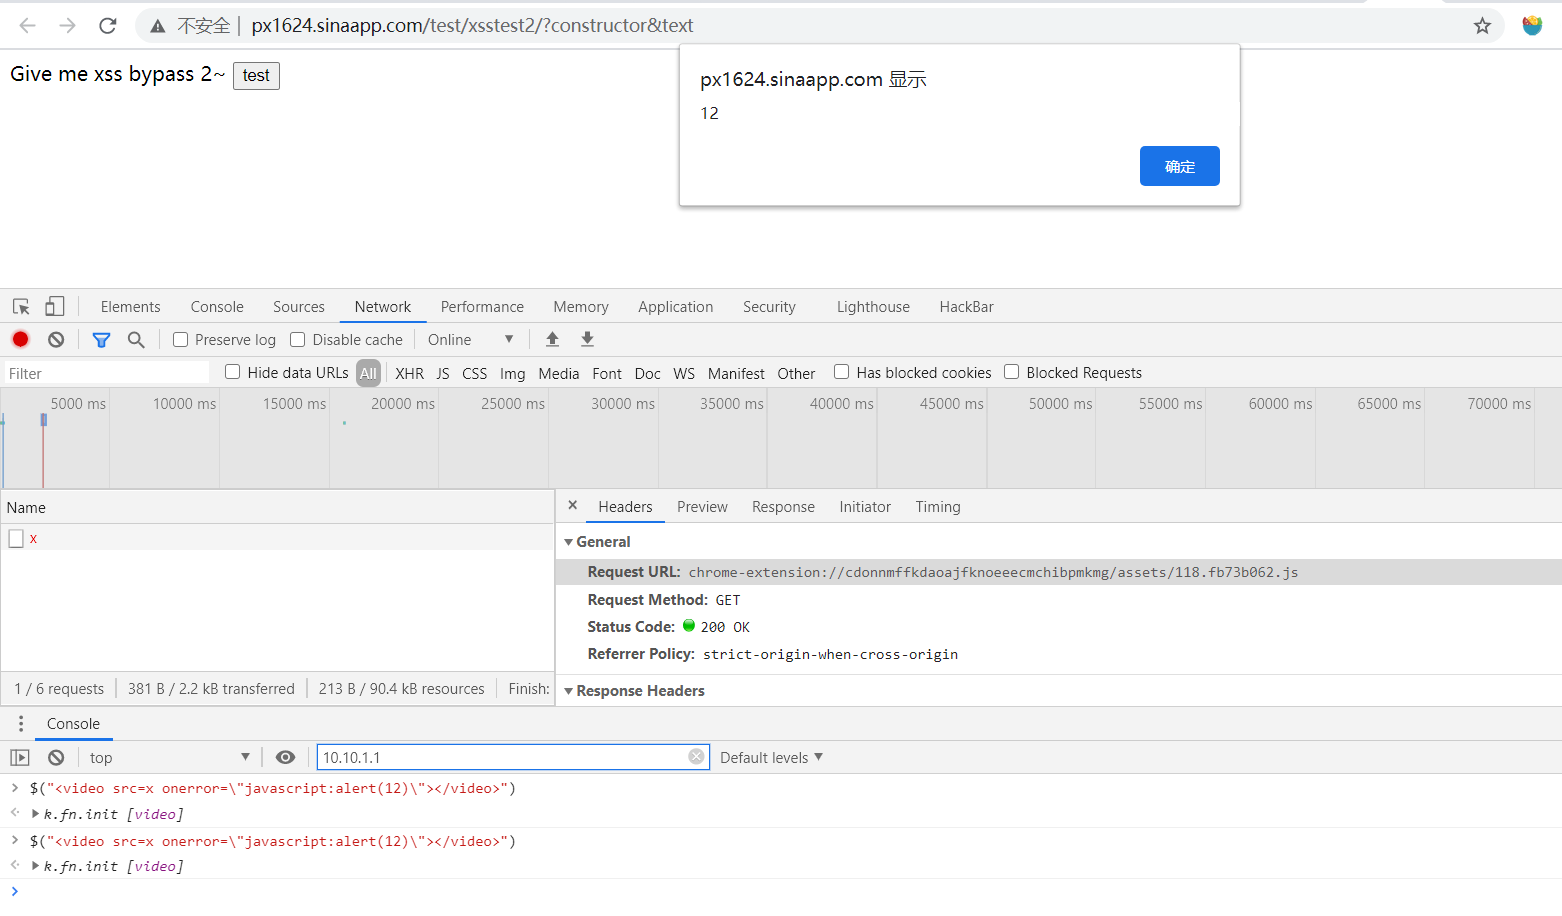 不安全 | px1624.sinaapp.com/test/xsstest2/?constructor&text
Give me xss bypass 2~ test
px1624.sinaapp.com 显示
12
确定
Elements Console Sources Network Performance Memory Application Security Lighthouse HackBar
Preserve log Disable cache Online
Filter Hide data URLs All XHR JS CSS Img Media Font Doc WS Manifest Other Has blocked cookies Blocked Requests
5000 ms 10000 ms 15000 ms 20000 ms 25000 ms 30000 ms 35000 ms 40000 ms 45000 ms 50000 ms 55000 ms 60000 ms 65000 ms 70000 ms
Name
x
× Headers Preview Response Initiator Timing
General
Request URL: chrome-extension://cdonnmffkdaoajfknoeeecmchibpmkmg/assets/118.fb73b062.js
Request Method: GET
Status Code: 200 OK
Referrer Policy: strict-origin-when-cross-origin
Response Headers
1 / 6 requests 381 B / 2.2 kB transferred 213 B / 90.4 kB resources Finish:
Console
top 10.10.1.1 Default levels
> $("<video src=x onerror=\"javascript:alert(12)\"></video>")
k.fn.init [video]
> $("<video src=x onerror=\"javascript:alert(12)\"></video>")
k.fn.init [video]
>